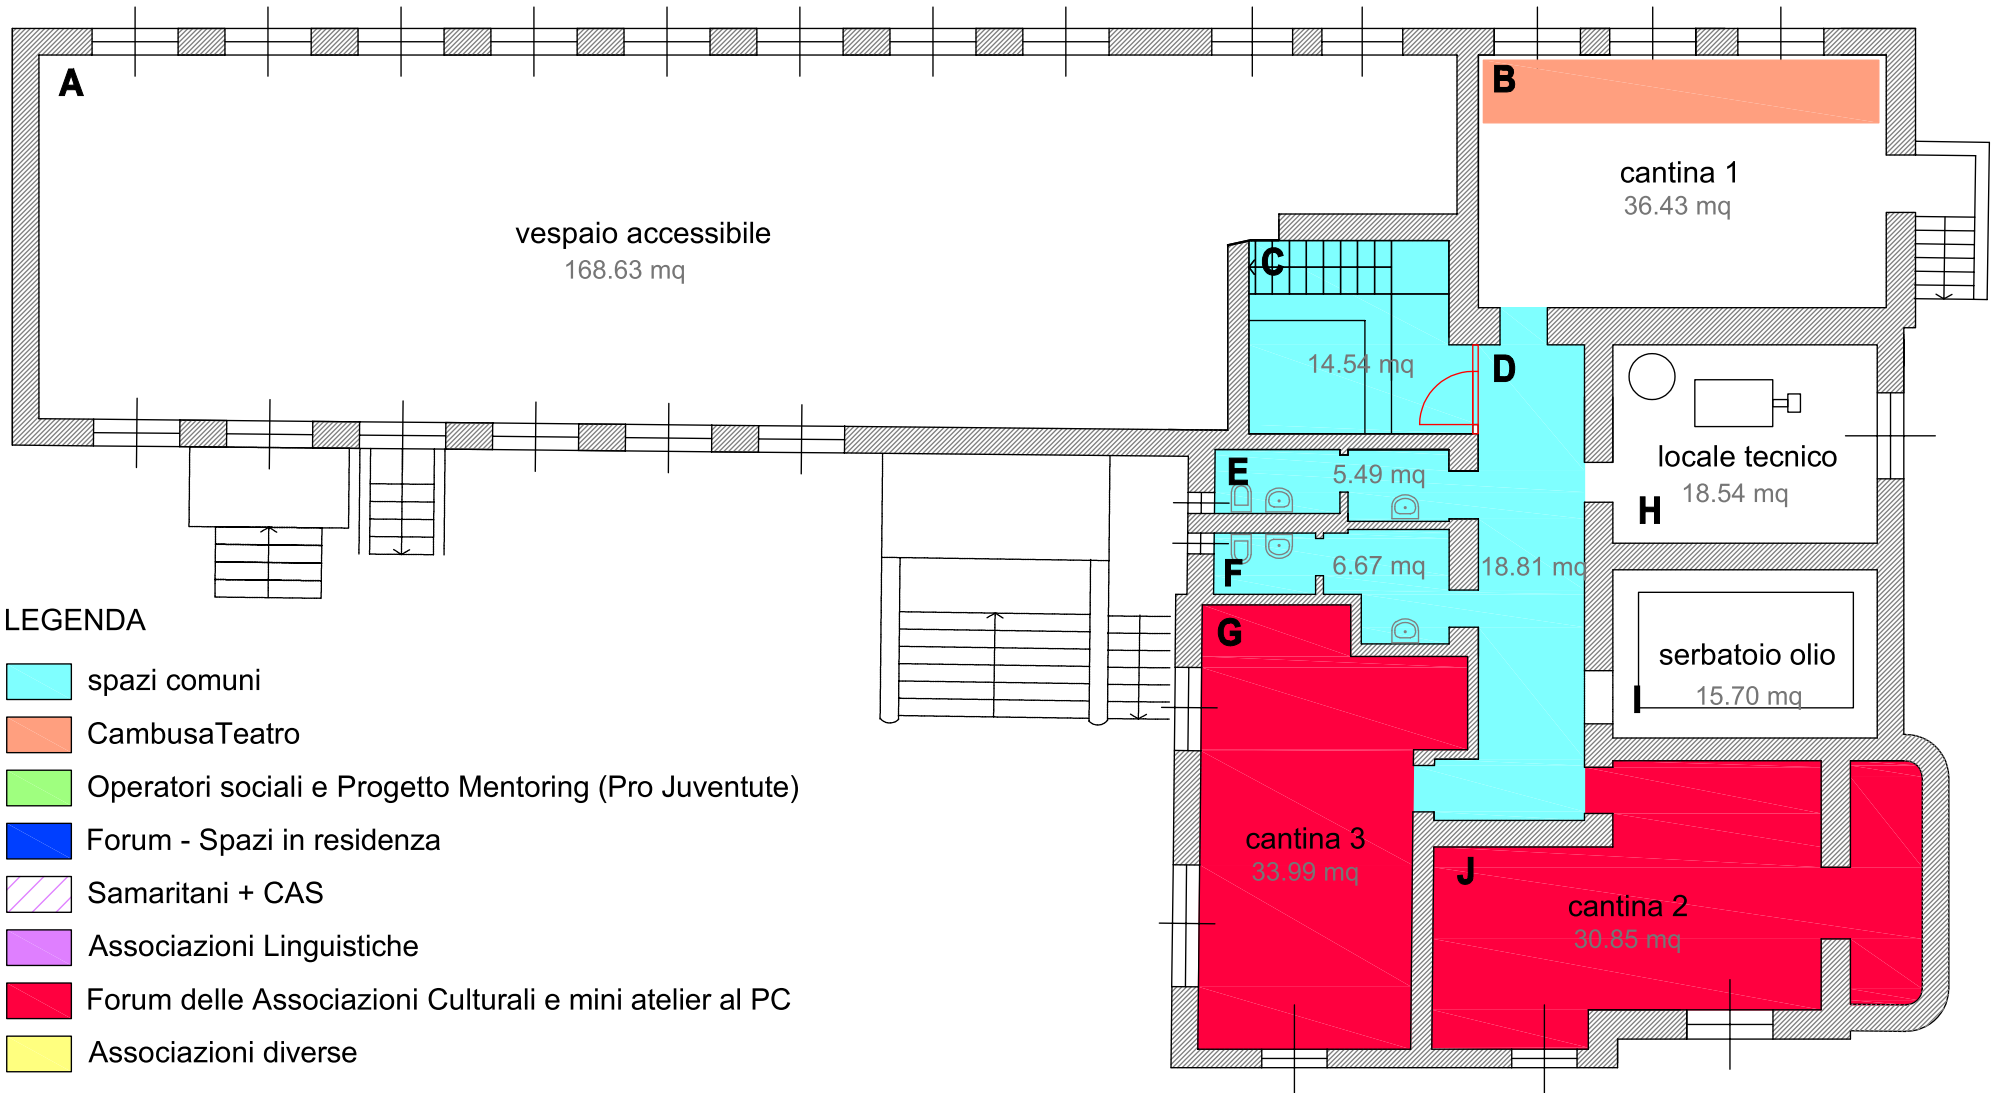 A
B
cantina 1
36.43 mq
vespaio accessibile
168.63 mq
C
14.54 mq
D
locale tecnico
18.54 mq
H
E
5.49 mq
F
6.67 mq
18.81 mq
G
serbatoio olio
15.70 mq
I
cantina 3
33.99 mq
J
cantina 2
30.85 mq
LEGENDA
spazi comuni
CambusaTeatro
Operatori sociali e Progetto Mentoring (Pro Juventute)
Forum - Spazi in residenza
Samaritani + CAS
Associazioni Linguistiche
Forum delle Associazioni Culturali e mini atelier al PC
Associazioni diverse